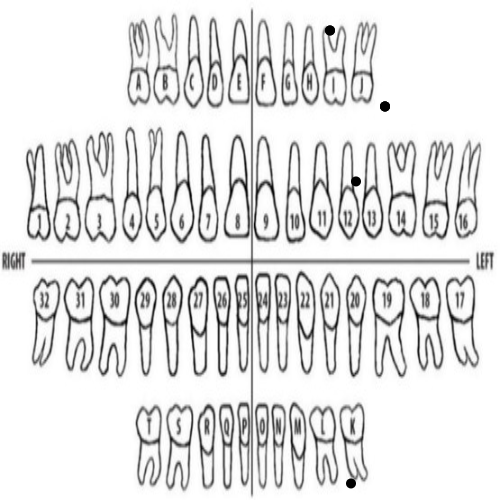 A B C D E F G H I J
1 2 3 4 5 6 7 8 9 10 11 12 13 14 15 16
RIGHT LEFT
32 31 30 29 28 27 26 25 24 23 22 21 20 19 18 17
T S R Q P O N M L K